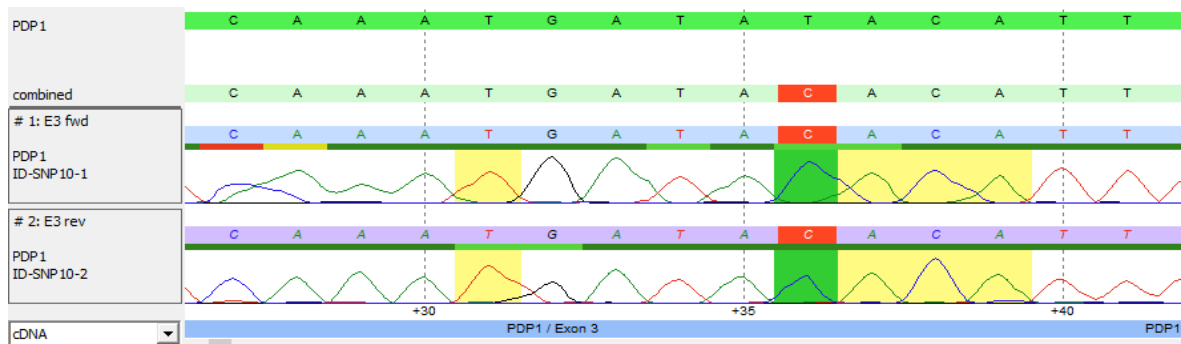 PDP1 C A A A T G A T A T A C A T T
combined C A A A T G A T A C A C A T T
# 1: E3 fwd C A A A T G A T A C A C A T T
PDP1
ID-SNP10-1
# 2: E3 rev C A A A T G A T A C A C A T T
PDP1
ID-SNP10-2
+30 +35 +40
cDNA PDP1 / Exon 3 PDP1